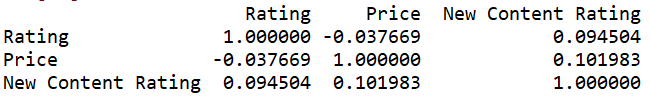 Rating Price New Content Rating
Rating 1.000000 -0.037669 0.094504
Price -0.037669 1.000000 0.101983
New Content Rating 0.094504 0.101983 1.000000